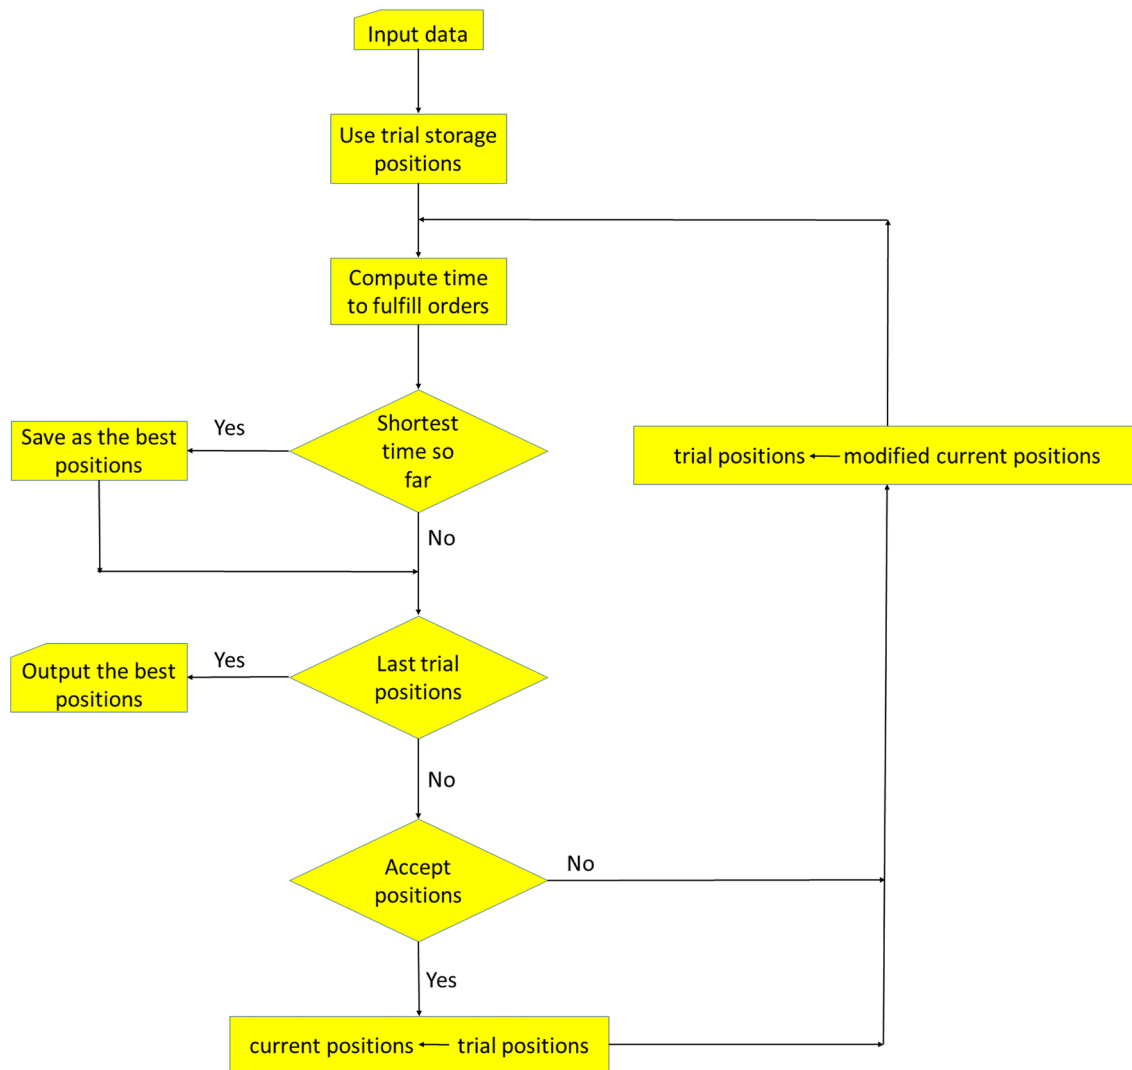 Input data
Use trial storage
positions
Compute time
to fulfill orders
Shortest
time so
far
Yes
Save as the best
positions
No
trial positions ← modified current positions
Last trial
positions
Yes
Output the best
positions
No
Accept
positions
No
Yes
current positions ← trial positions